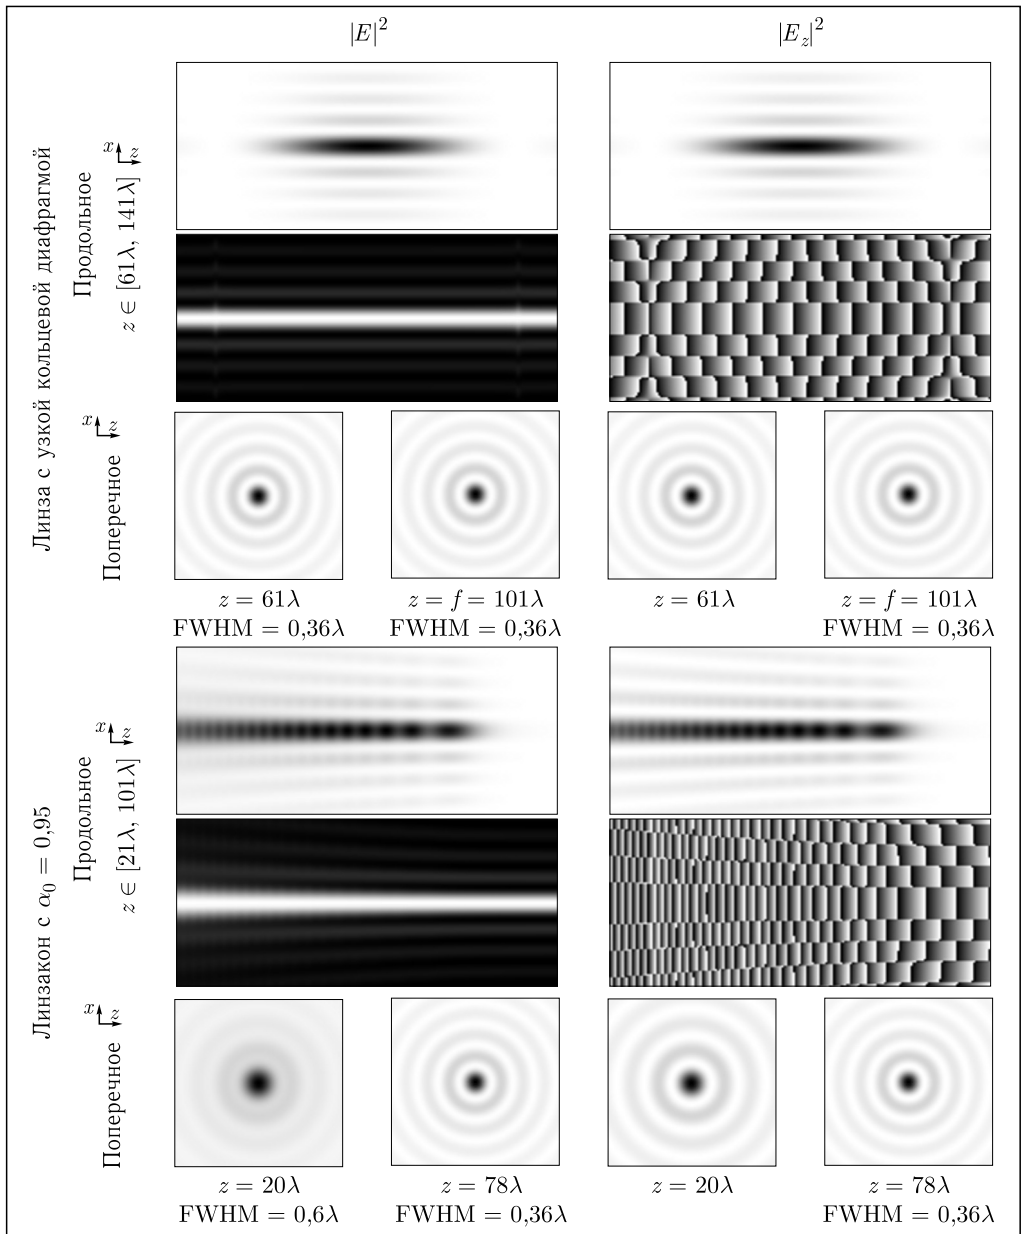 |E|²
|E_z|²
Линза с узкой кольцевой диафрагмой
Продольное
z ∈ [61λ, 141λ]
x
z
Поперечное
x
z
z = 61λ
FWHM = 0,36λ
z = f = 101λ
FWHM = 0,36λ
z = 61λ
z = f = 101λ
FWHM = 0,36λ
Линзакон с α₀ = 0,95
Продольное
z ∈ [21λ, 101λ]
x
z
Поперечное
x
z
z = 20λ
FWHM = 0,6λ
z = 78λ
FWHM = 0,36λ
z = 20λ
z = 78λ
FWHM = 0,36λ